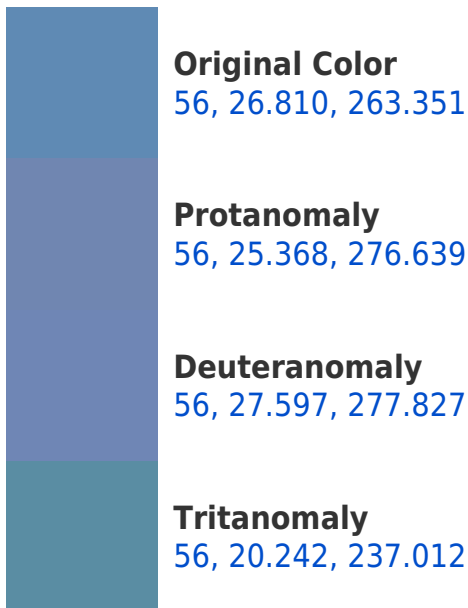 Original Color
56, 26.810, 263.351
Protanomaly
56, 25.368, 276.639
Deuteranomaly
56, 27.597, 277.827
Tritanomaly
56, 20.242, 237.012